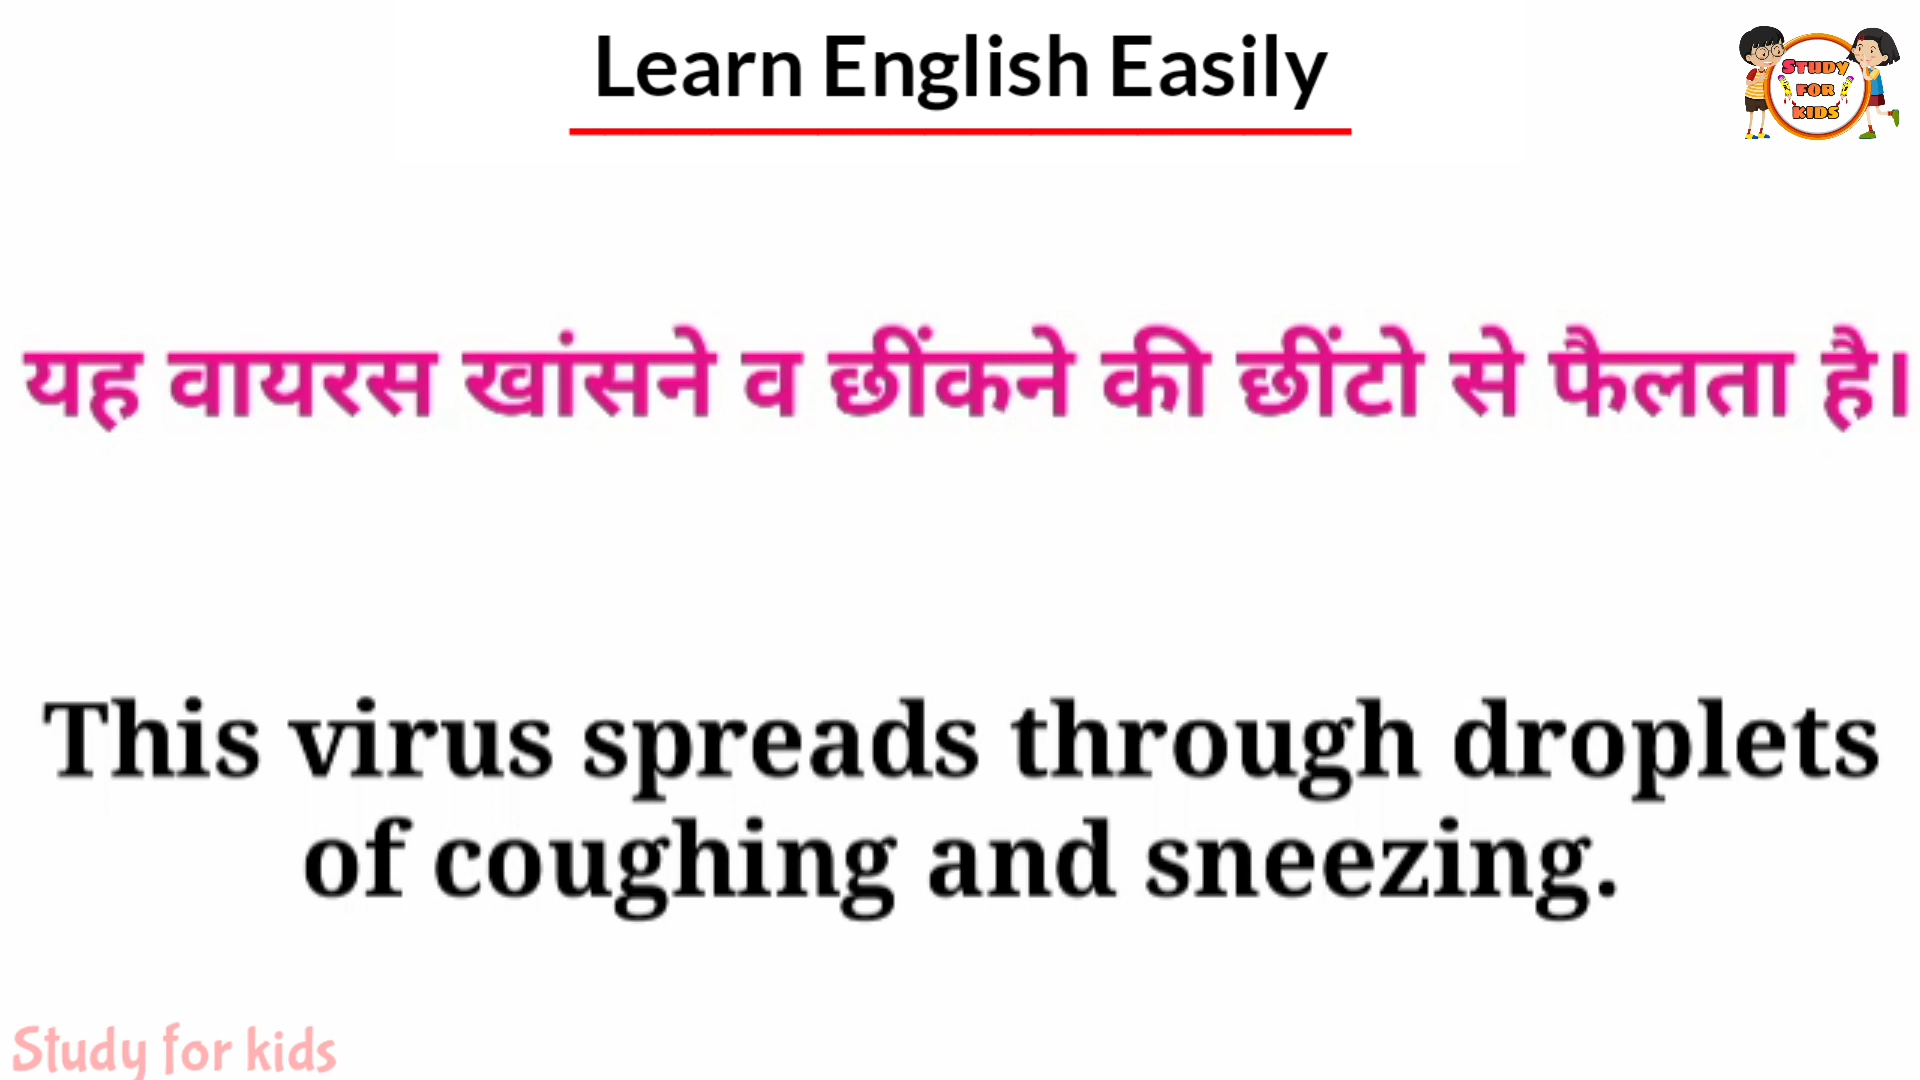 Learn English Easily
STUDY
FOR
KIDS
यह वायरस खांसने व छींकने की छींटो से फैलता है।
This virus spreads through droplets
of coughing and sneezing.
Study for kids